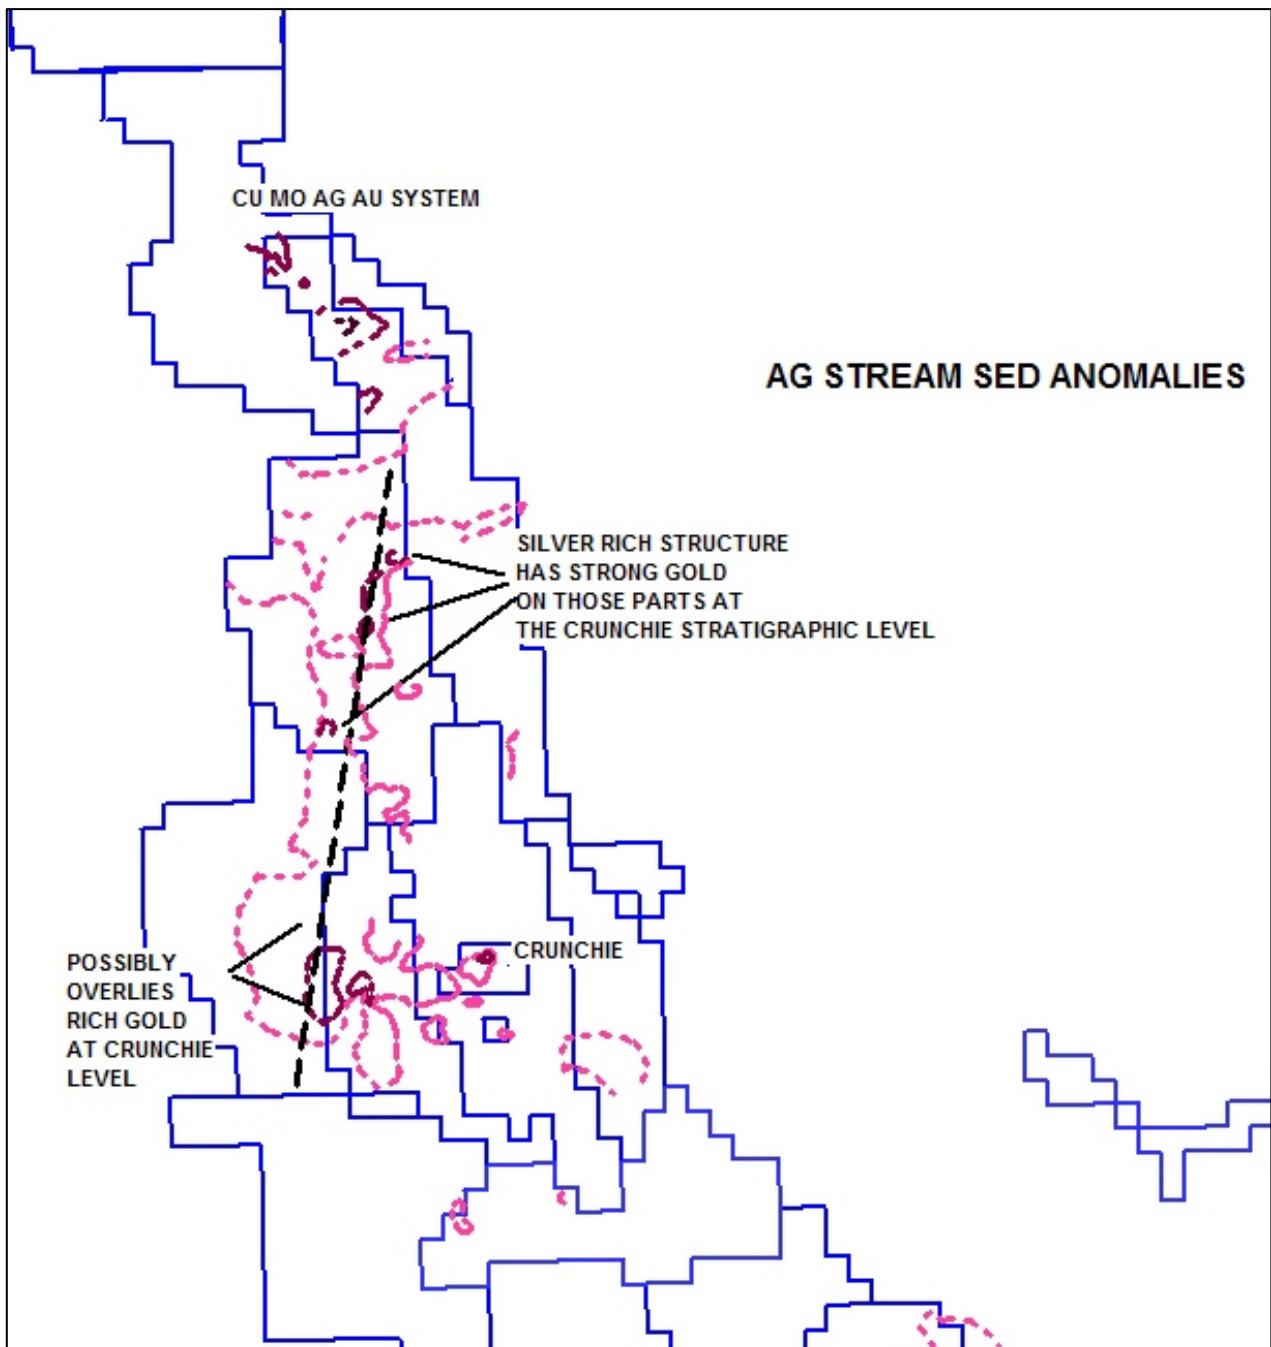 CU MO AG AU SYSTEM
AG STREAM SED ANOMALIES
SILVER RICH STRUCTURE
HAS STRONG GOLD
ON THOSE PARTS AT
THE CRUNCHIE STRATIGRAPHIC LEVEL
CRUNCHIE
POSSIBLY
OVERLIES
RICH GOLD
AT CRUNCHIE
LEVEL